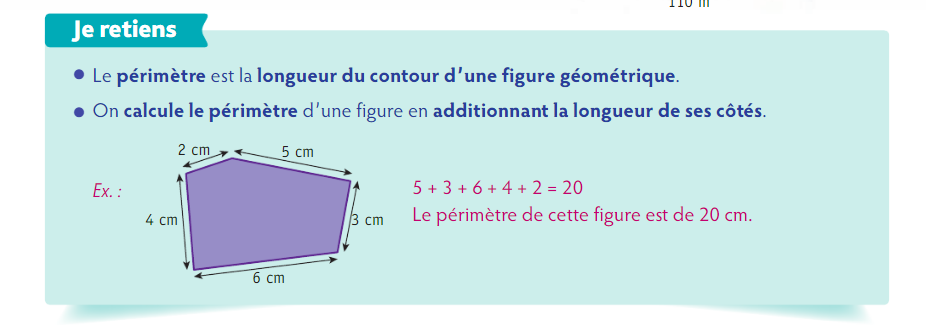 110 m
Je retiens
• Le périmètre est la longueur du contour d'une figure géométrique.
• On calcule le périmètre d'une figure en additionnant la longueur de ses côtés.
2 cm
5 cm
Ex. :
4 cm
3 cm
6 cm
5 + 3 + 6 + 4 + 2 = 20
Le périmètre de cette figure est de 20 cm.